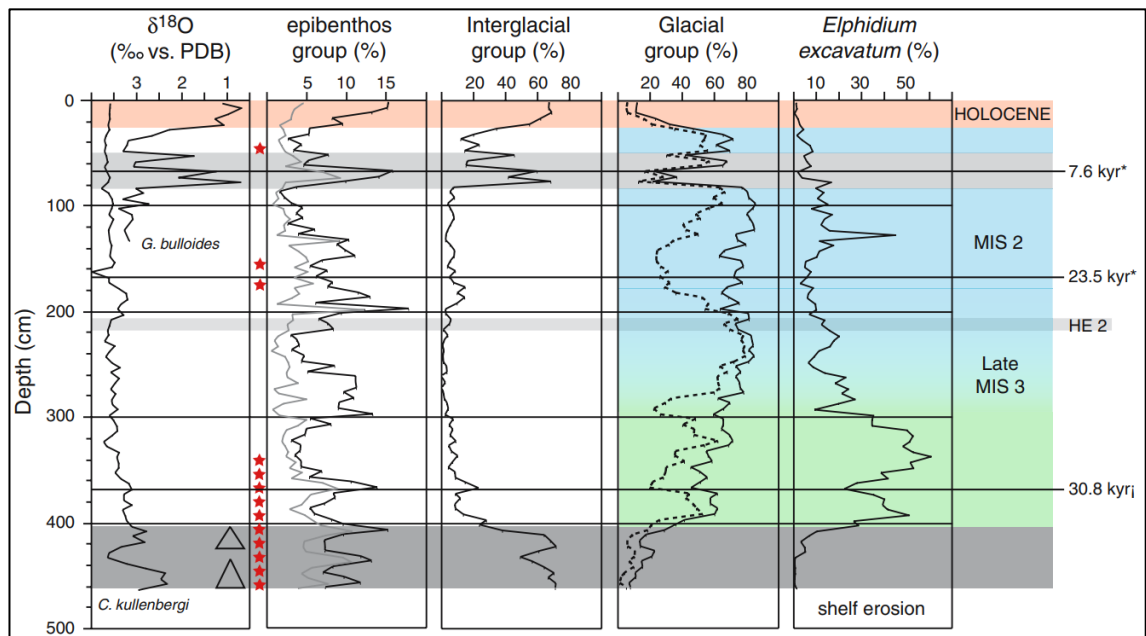 δ18O
(‰ vs. PDB)
epibenthos
group (%)
Interglacial
group (%)
Glacial
group (%)
Elphidium
excavatum (%)
3 2 1
5 10 15
20 40 60 80
20 40 60 80
10 30 50
Depth (cm)
0
100
200
300
400
500
G. bulloides
C. kullenbergi
HOLOCENE
7.6 kyr*
MIS 2
23.5 kyr*
HE 2
Late
MIS 3
30.8 kyr¡
shelf erosion